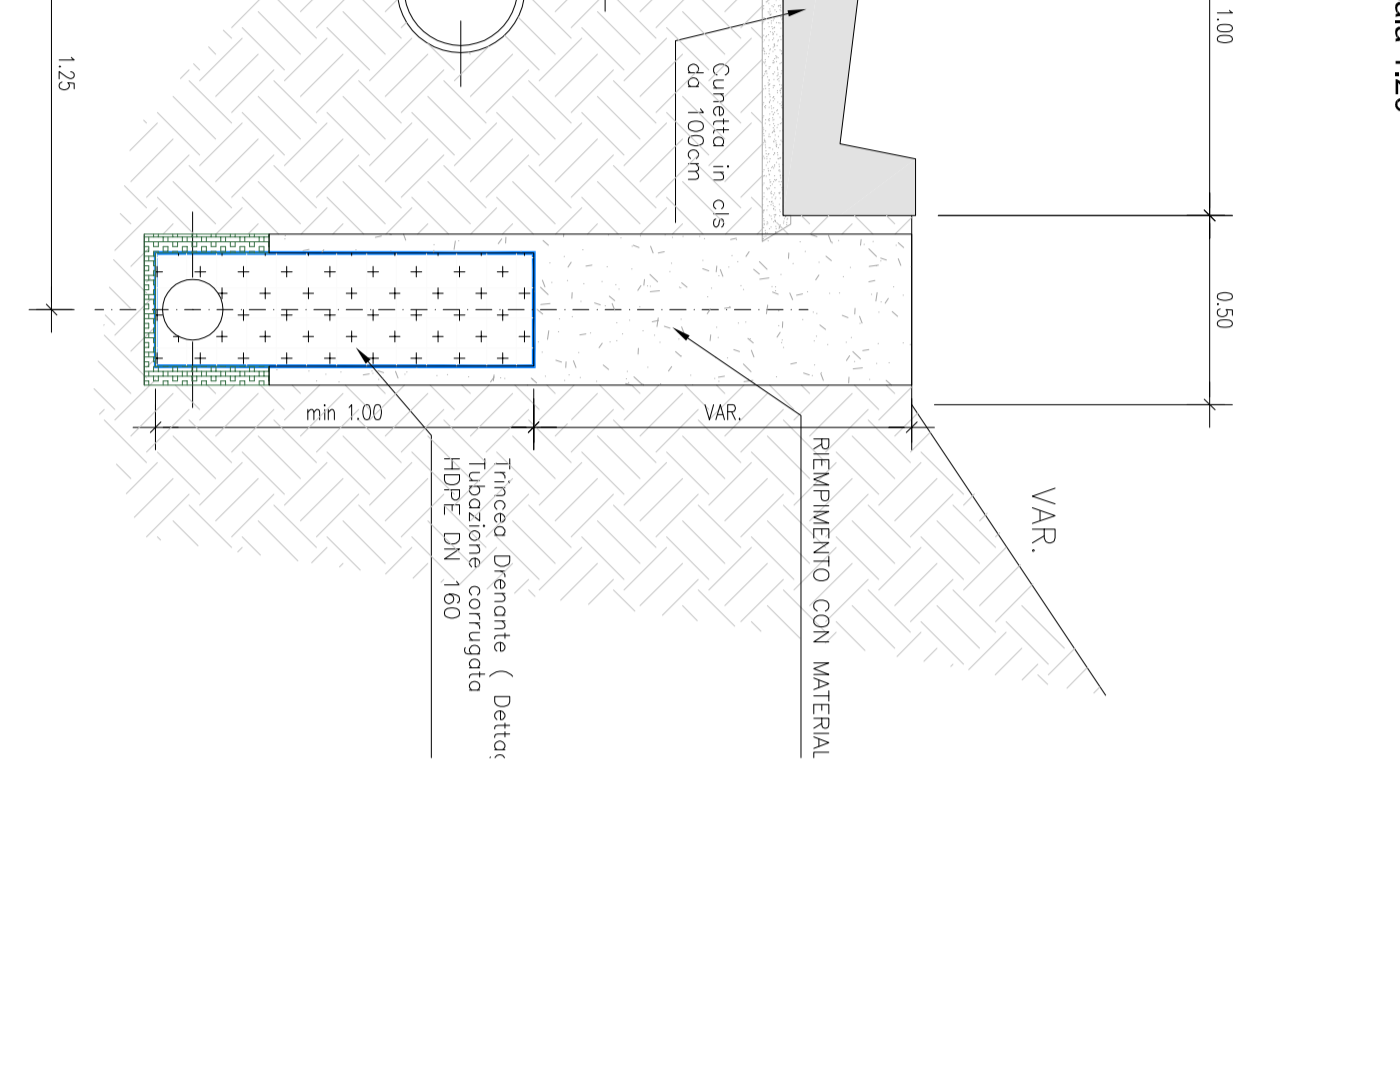 1.00
1.25
Cunetta in cls
da 100cm
0.50
min 1.00
VAR.
VAR.
RIEMPIMENTO CON MATERIAL
Trincea Drenante ( Dettag
Tubazione corrugata
HDPE DN 160